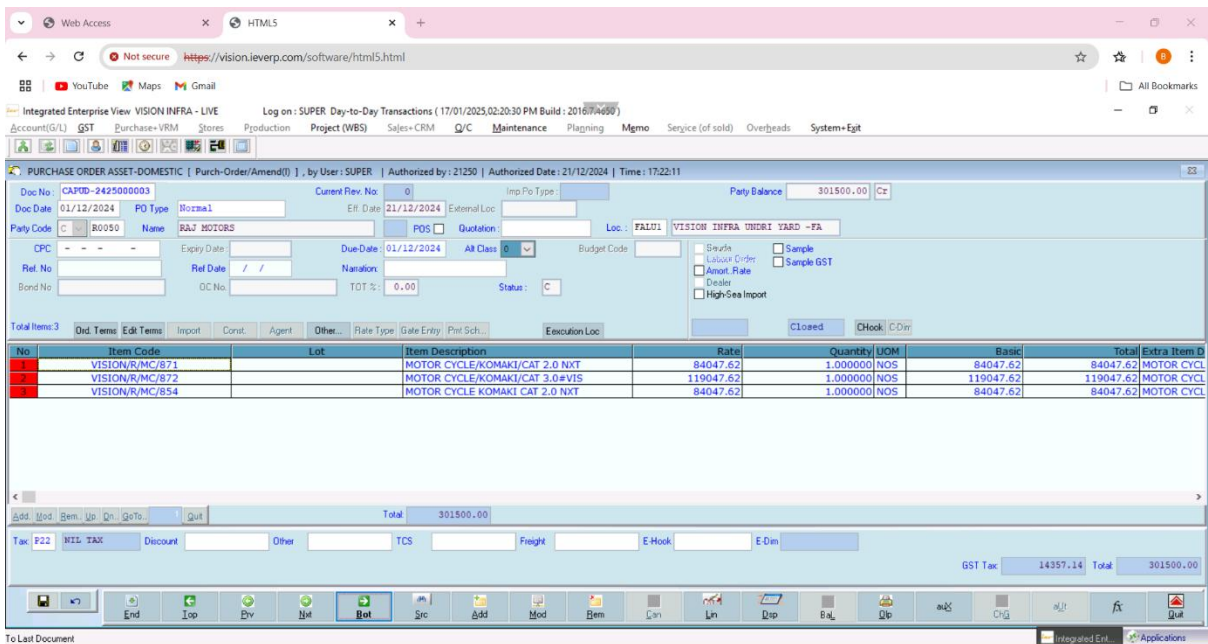 Web Access × HTML5 × +
Not secure https://vision.ieverp.com/software/html5.html B
YouTube Maps Gmail All Bookmarks
Integrated Enterprise View VISION INFRA - LIVE Log on : SUPER Day-to-Day Transactions ( 17/01/2025,02:20:30 PM Build : 2016.7.4650 )
Account(G/L) GST Purchase+VRM Stores Production Project (WBS) Sales+CRM Q/C Maintenance Planning Memo Service (of sold) Overheads System+Exit
PURCHASE ORDER ASSET-DOMESTIC [ Purch-Order/Amend(I) ] , by User : SUPER | Authorized by : 21250 | Authorized Date : 21/12/2024 | Time : 17:22:11
Doc No : CAPUD-2425000003 Current Rev. No: 0 Imp.Po Type : Party Balance 301500.00 Cr
Doc Date 01/12/2024 PO Type Normal Eff. Date 21/12/2024 External Loc
Party Code C R0050 Name RAJ MOTORS POS Quotation : Loc. : FALU1 VISION INFRA UNDRI YARD -FA
CPC - - - - Expiry Date : Due-Date : 01/12/2024 Alt Class 0 Budget Code Sauda Sample
Labour Order Sample GST
Ref. No Ref Date / / Narration: Amort..Rate
Bond No OC No. TOT % : 0.00 Status : C Dealer
High-Sea Import
Total Items:3 Ord. Terms Edit Terms Import Const. Agent Other... Rate Type Gate Entry Pmt Sch... Eexcution Loc Closed CHook C-Dim
No Item Code Lot Item Description Rate Quantity UOM Basic Total Extra Item D
1 VISION/R/MC/871 MOTOR CYCLE/KOMAKI/CAT 2.0 NXT 84047.62 1.000000 NOS 84047.62 84047.62 MOTOR CYCL
2 VISION/R/MC/872 MOTOR CYCLE/KOMAKI/CAT 3.0#VIS 119047.62 1.000000 NOS 119047.62 119047.62 MOTOR CYCL
3 VISION/R/MC/854 MOTOR CYCLE KOMAKI CAT 2.0 NXT 84047.62 1.000000 NOS 84047.62 84047.62 MOTOR CYCL
Add. Mod. Rem.. Up. Dn.. GoTo.. 1 Quit Total: 301500.00
Tax: P22 NIL TAX Discount Other TCS Freight E-Hook E-Dim
GST Tax: 14357.14 Total: 301500.00
End Top Prv Nxt Bot Src Add Mod Rem Can Lin Dsp BaL Qlp auX ChG aUt fx Quit
To Last Document Integrated Ent... Applications